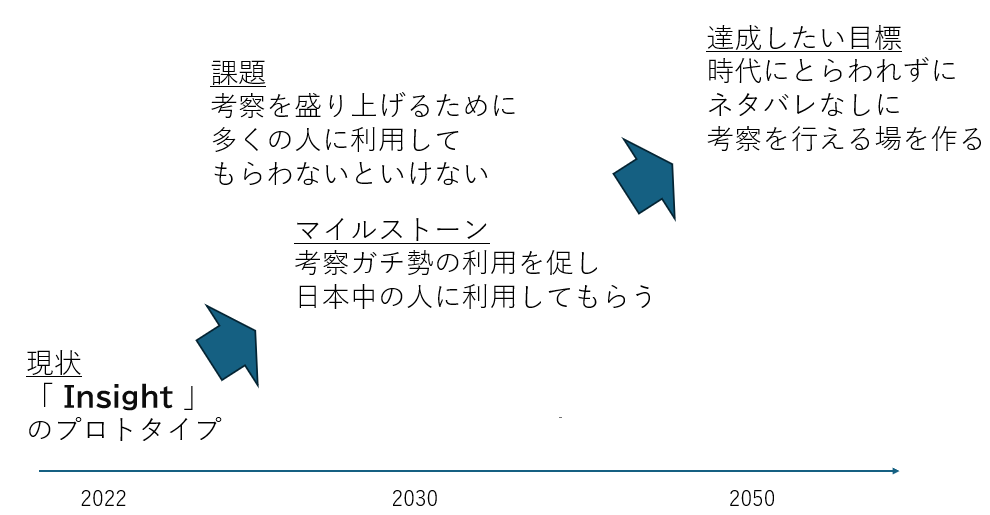 達成したい目標
時代にとらわれずに
ネタバレなしに
考察を行える場を作る
課題
考察を盛り上げるために
多くの人に利用して
もらわないといけない
マイルストーン
考察ガチ勢の利用を促し
日本中の人に利用してもらう
現状
「 Insight 」
のプロトタイプ
2022
2030
2050